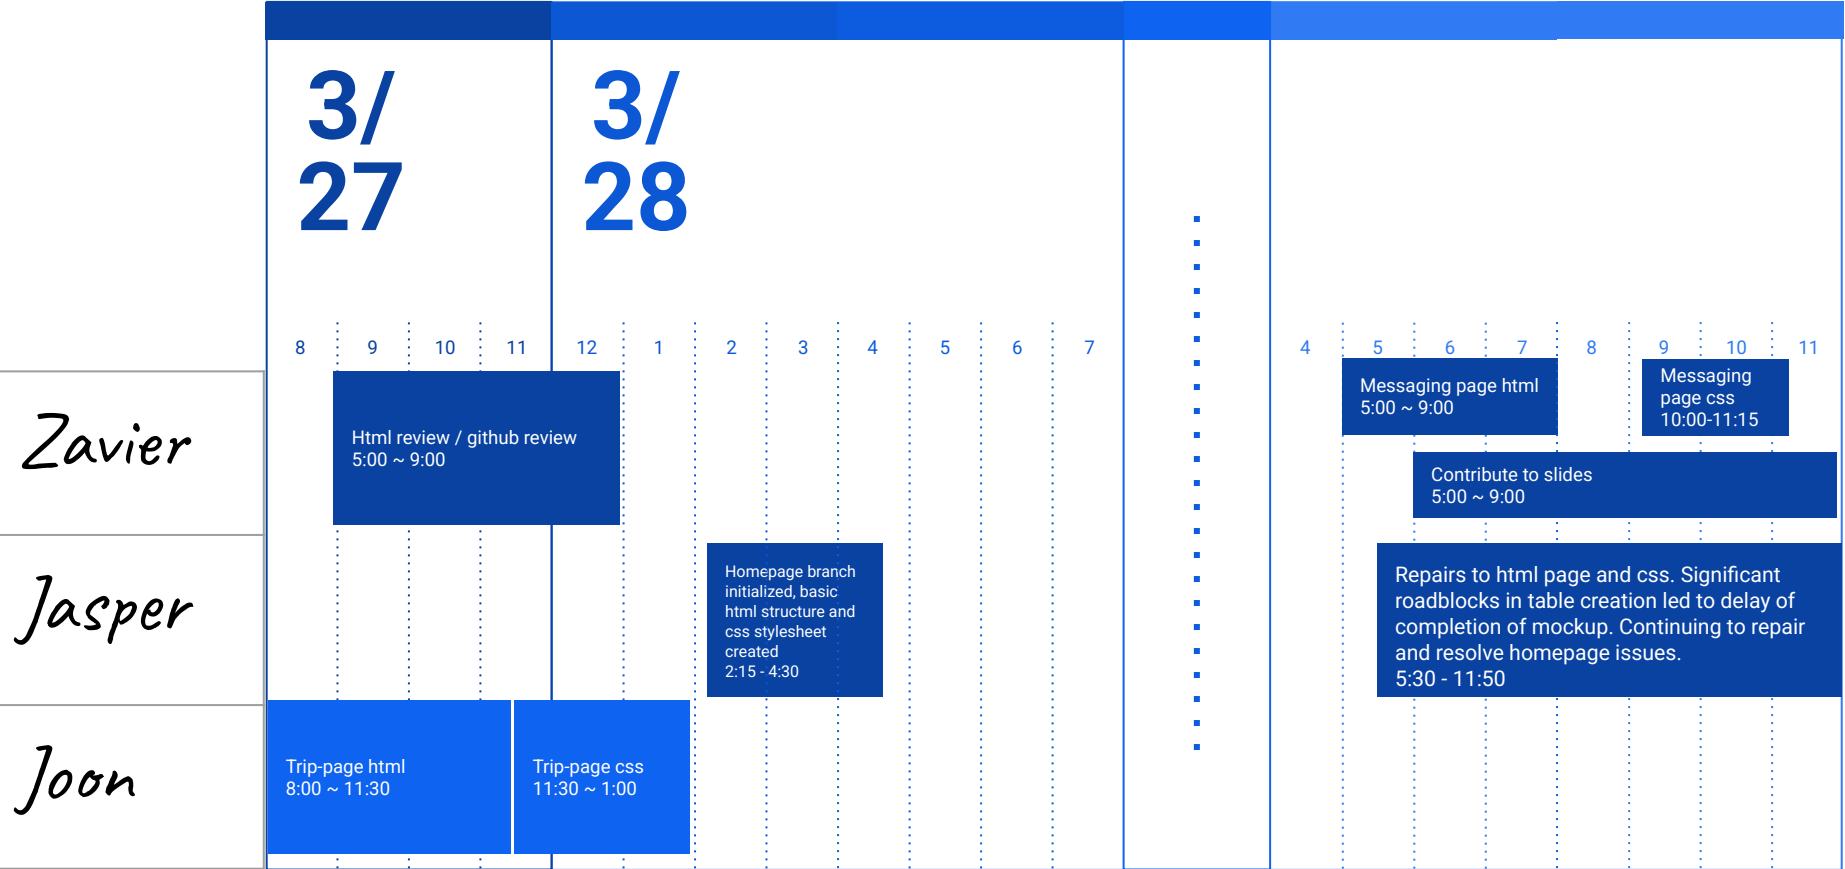 3/
27
3/
28
8 9 10 11 12 1 2 3 4 5 6 7 4 5 6 7 8 9 10 11
Zavier
Html review / github review
5:00 ~ 9:00
Messaging page html
5:00 ~ 9:00
Messaging
page css
10:00-11:15
Contribute to slides
5:00 ~ 9:00
Jasper
Homepage branch
initialized, basic
html structure and
css stylesheet
created
2:15 - 4:30
Repairs to html page and css. Significant
roadblocks in table creation led to delay of
completion of mockup. Continuing to repair
and resolve homepage issues.
5:30 - 11:50
Joon
Trip-page html
8:00 ~ 11:30
Trip-page css
11:30 ~ 1:00